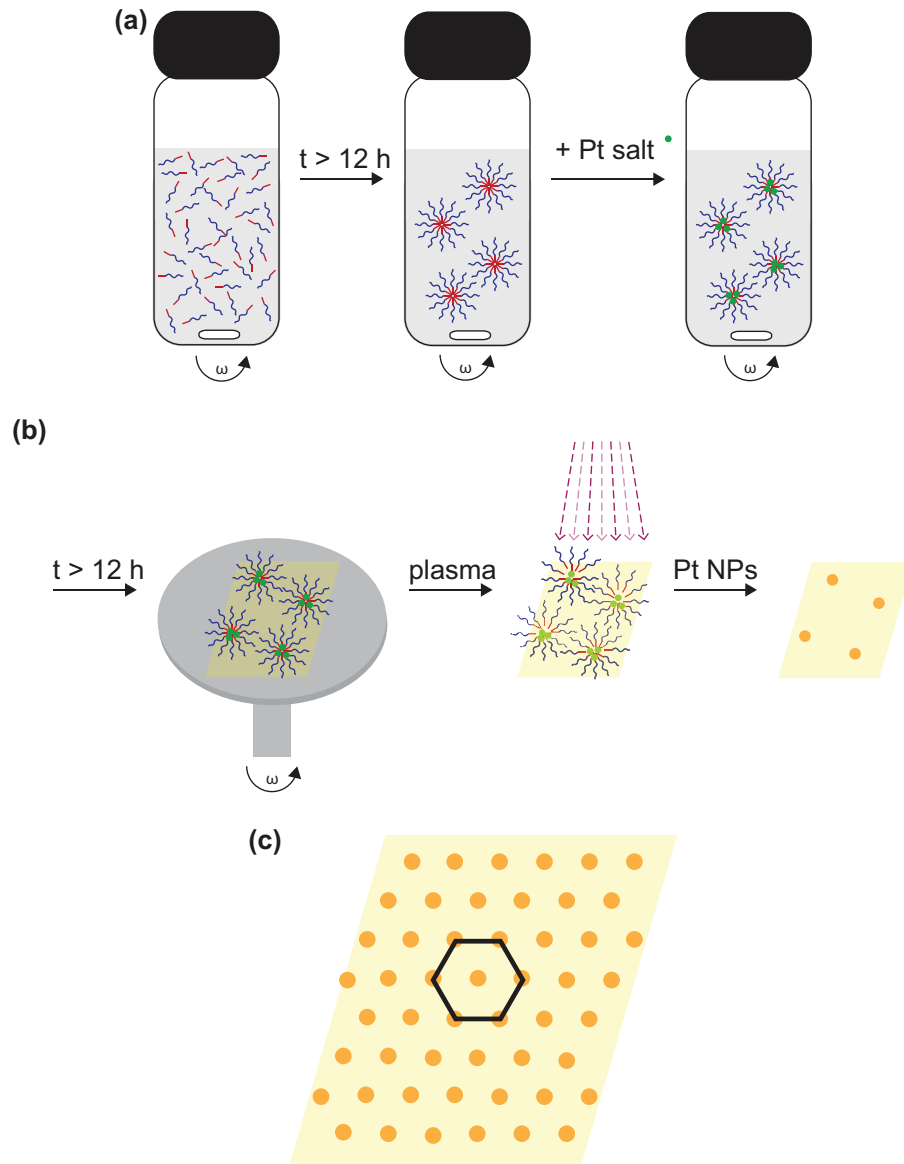 (a)
t > 12 h
+ Pt salt
ω
ω
ω
(b)
t > 12 h
plasma
Pt NPs
ω
(c)